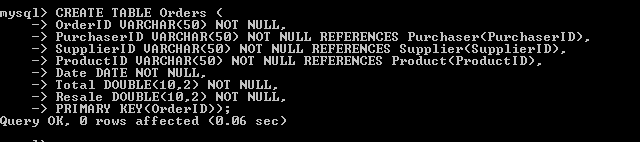 mysql> CREATE TABLE Orders (
    -> OrderID VARCHAR(50) NOT NULL,
    -> PurchaserID VARCHAR(50) NOT NULL REFERENCES Purchaser(PurchaserID),
    -> SupplierID VARCHAR(50) NOT NULL REFERENCES Supplier(SupplierID),
    -> ProductID VARCHAR(50) NOT NULL REFERENCES Product(ProductID),
    -> Date DATE NOT NULL,
    -> Total DOUBLE(10,2) NOT NULL,
    -> Resale DOUBLE(10,2) NOT NULL,
    -> PRIMARY KEY(OrderID));
Query OK, 0 rows affected (0.06 sec)